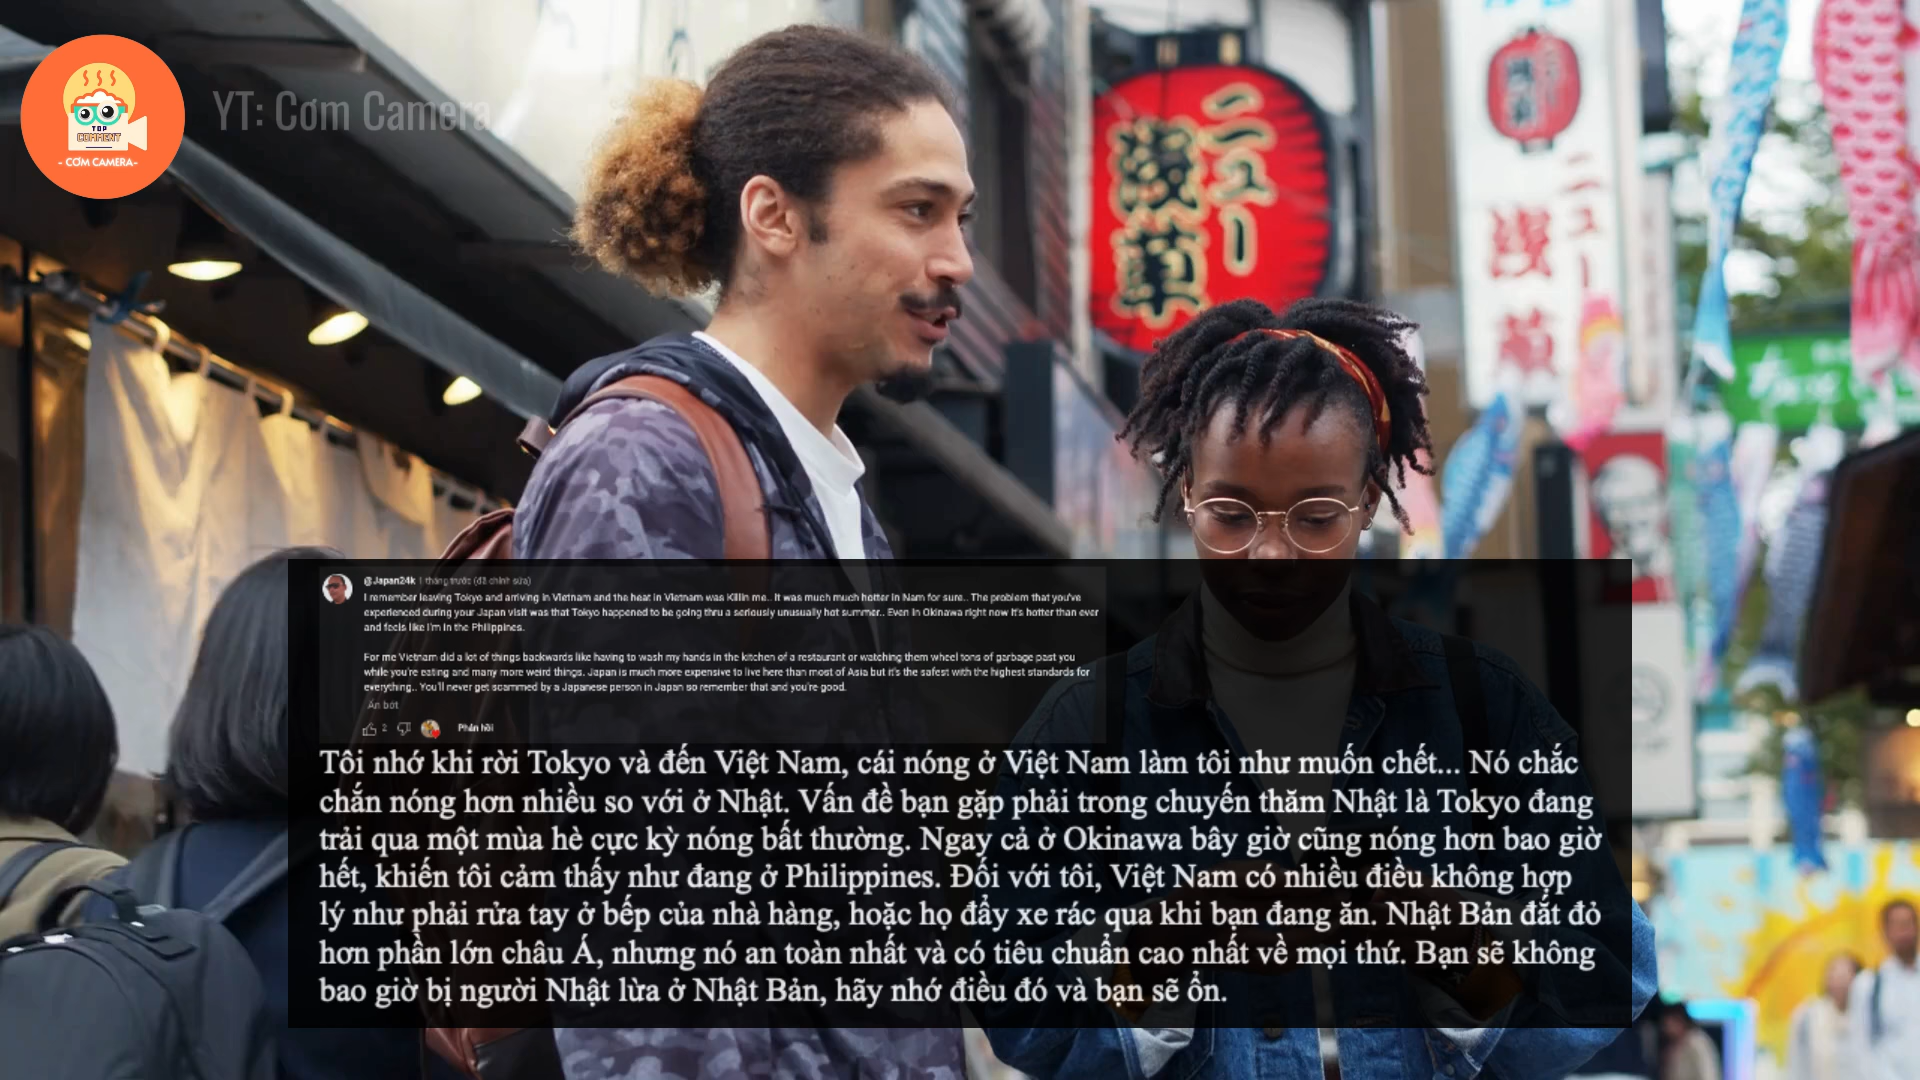 TOP
COMMENT
- CƠM CAMERA-
YT: Cơm Camera
ニュー
浅草
ニュー
浅草
@Japan24k 1 tháng trước (đã chỉnh sửa)
I remember leaving Tokyo and arriving in Vietnam and the heat in Vietnam was Killin me.. It was much much hotter in Nam for sure.. The problem that you've
experienced during your Japan visit was that Tokyo happened to be going thru a seriously unusually hot summer.. Even in Okinawa right now it's hotter than ever
and feels like I'm in the Philippines.
For me Vietnam did a lot of things backwards like having to wash my hands in the kitchen of a restaurant or watching them wheel tons of garbage past you
while you're eating and many more weird things. Japan is much more expensive to live here than most of Asia but it's the safest with the highest standards for
everything.. You'll never get scammed by a Japanese person in Japan so remember that and you're good.
Ẩn bớt
2 Phản hồi
Tôi nhớ khi rời Tokyo và đến Việt Nam, cái nóng ở Việt Nam làm tôi như muốn chết... Nó chắc
chắn nóng hơn nhiều so với ở Nhật. Vấn đề bạn gặp phải trong chuyến thăm Nhật là Tokyo đang
trải qua một mùa hè cực kỳ nóng bất thường. Ngay cả ở Okinawa bây giờ cũng nóng hơn bao giờ
hết, khiến tôi cảm thấy như đang ở Philippines. Đối với tôi, Việt Nam có nhiều điều không hợp
lý như phải rửa tay ở bếp của nhà hàng, hoặc họ đẩy xe rác qua khi bạn đang ăn. Nhật Bản đắt đỏ
hơn phần lớn châu Á, nhưng nó an toàn nhất và có tiêu chuẩn cao nhất về mọi thứ. Bạn sẽ không
bao giờ bị người Nhật lừa ở Nhật Bản, hãy nhớ điều đó và bạn sẽ ổn.